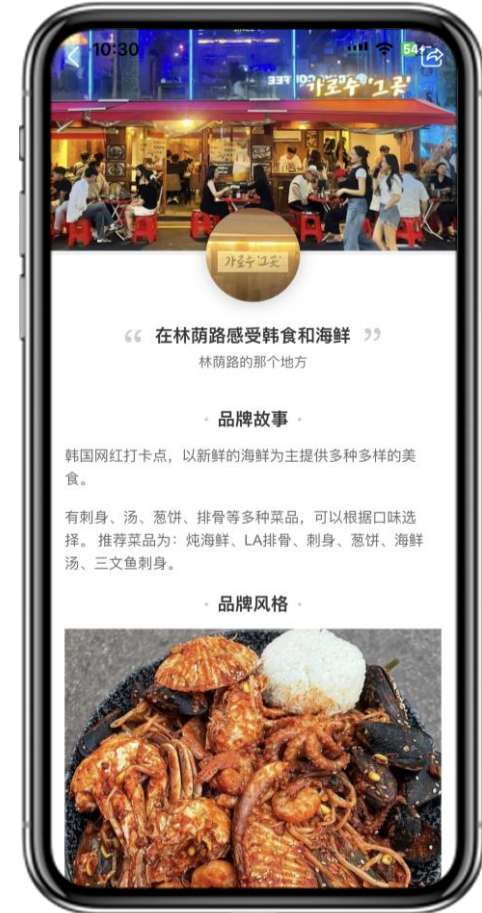 10:30
54
가로수 '그곳'
가로수 '그곳'
“ 在林荫路感受韩食和海鲜 ”
林荫路的那个地方
· 品牌故事 ·
韩国网红打卡点，以新鲜的海鲜为主提供多种多样的美
食。
有刺身、汤、葱饼、排骨等多种菜品，可以根据口味选
择。 推荐菜品为：炖海鲜、LA排骨、刺身、葱饼、海鲜
汤、三文鱼刺身。
· 品牌风格 ·